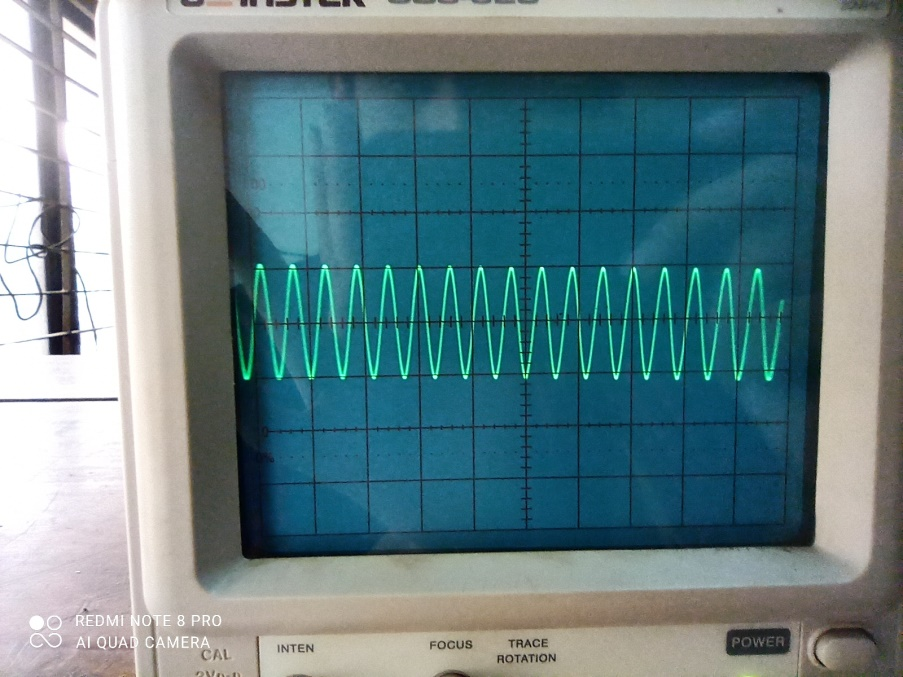 INTEN
FOCUS
TRACE
ROTATION
POWER
CAL
REDMI NOTE 8 PRO
AI QUAD CAMERA